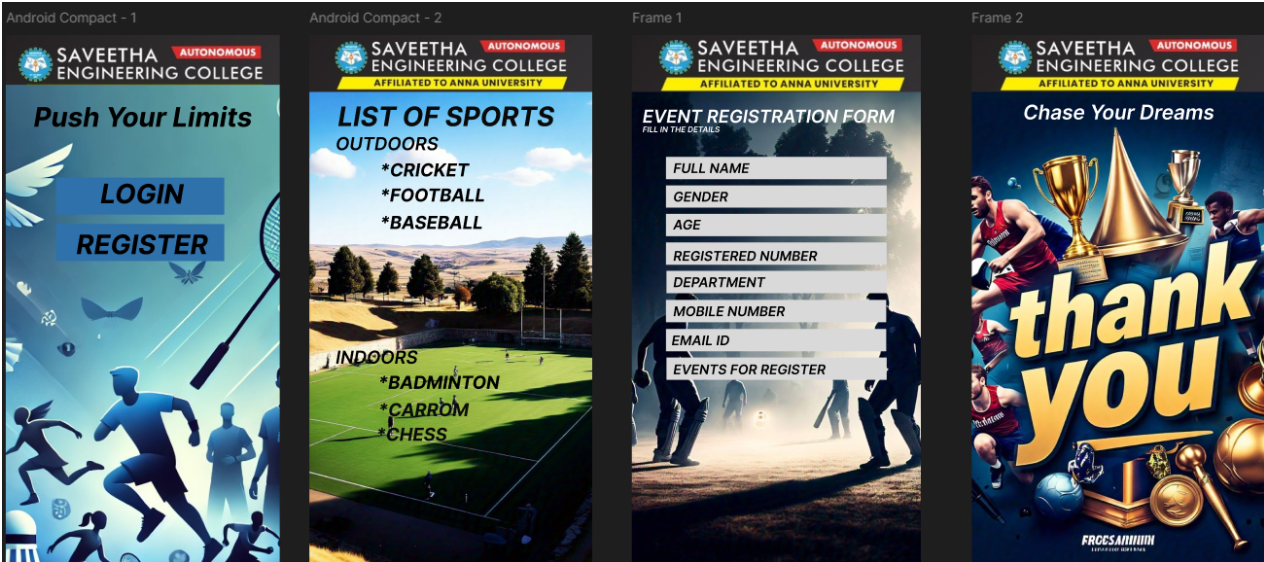 Android Compact - 1
SAVEETHA
AUTONOMOUS
ENGINEERING COLLEGE
Push Your Limits
LOGIN
REGISTER
Android Compact - 2
SAVEETHA
AUTONOMOUS
ENGINEERING COLLEGE
AFFILIATED TO ANNA UNIVERSITY
LIST OF SPORTS
OUTDOORS
*CRICKET
*FOOTBALL
*BASEBALL
INDOORS
*BADMINTON
*CARROM
*CHESS
Frame 1
SAVEETHA
AUTONOMOUS
ENGINEERING COLLEGE
AFFILIATED TO ANNA UNIVERSITY
EVENT REGISTRATION FORM
FILL IN THE DETAILS
FULL NAME
GENDER
AGE
REGISTERED NUMBER
DEPARTMENT
MOBILE NUMBER
EMAIL ID
EVENTS FOR REGISTER
Frame 2
SAVEETHA
AUTONOMOUS
ENGINEERING COLLEGE
AFFILIATED TO ANNA UNIVERSITY
Chase Your Dreams
thank
you